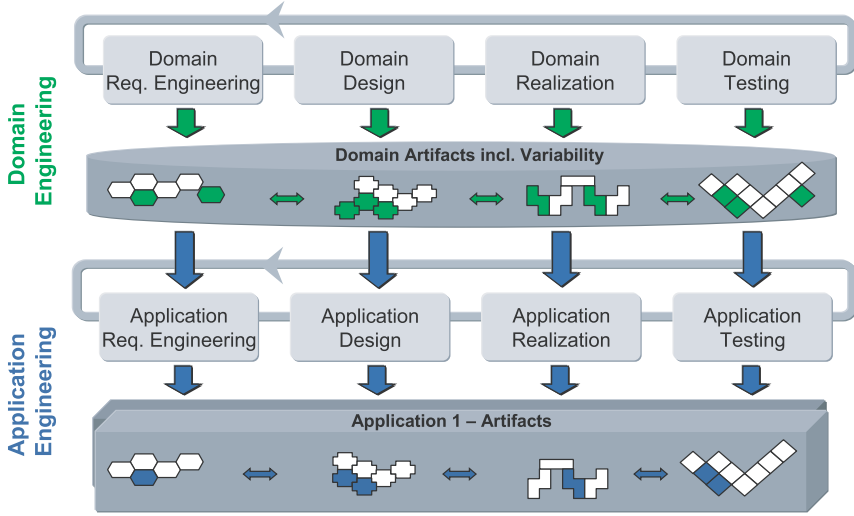 Domain
Engineering
Domain
Req. Engineering
Domain
Design
Domain
Realization
Domain
Testing
Domain Artifacts incl. Variability
Application
Engineering
Application
Req. Engineering
Application
Design
Application
Realization
Application
Testing
Application 1 – Artifacts